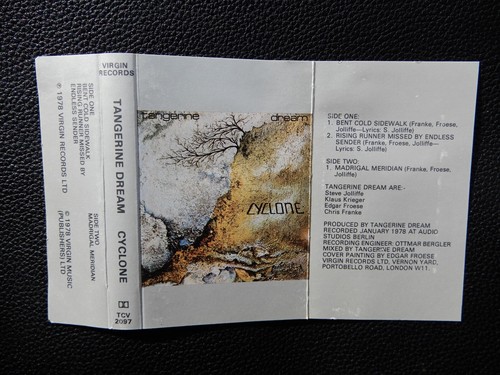 SIDE ONE
BENT COLD SIDEWALK
RISING RUNNER MISSED BY
ENDLESS SENDER
℗ 1978 VIRGIN RECORDS LTD
SIDE TWO
MADRIGAL MERIDIAN
© 1978 VIRGIN MUSIC
(PUBLISHERS) LTD
VIRGIN
RECORDS
TANGERINE DREAM CYCLONE
TCV
2097
tangerine dream
CYCLONE
SIDE ONE:
1. BENT COLD SIDEWALK (Franke, Froese,
Jolliffe—Lyrics: S. Jolliffe)
2. RISING RUNNER MISSED BY ENDLESS
SENDER (Franke, Froese, Jolliffe—
Lyrics: S. Jolliffe)
SIDE TWO:
1. MADRIGAL MERIDIAN (Franke, Froese,
Jolliffe)
TANGERINE DREAM ARE -
Steve Jolliffe
Klaus Krieger
Edgar Froese
Chris Franke
PRODUCED BY TANGERINE DREAM
RECORDED JANUARY 1978 AT AUDIO
STUDIOS BERLIN
RECORDING ENGINEER: OTTMAR BERGLER
MIXED BY TANGERINE DREAM
COVER PAINTING BY EDGAR FROESE
VIRGIN RECORDS LTD, VERNON YARD,
PORTOBELLO ROAD, LONDON W11.